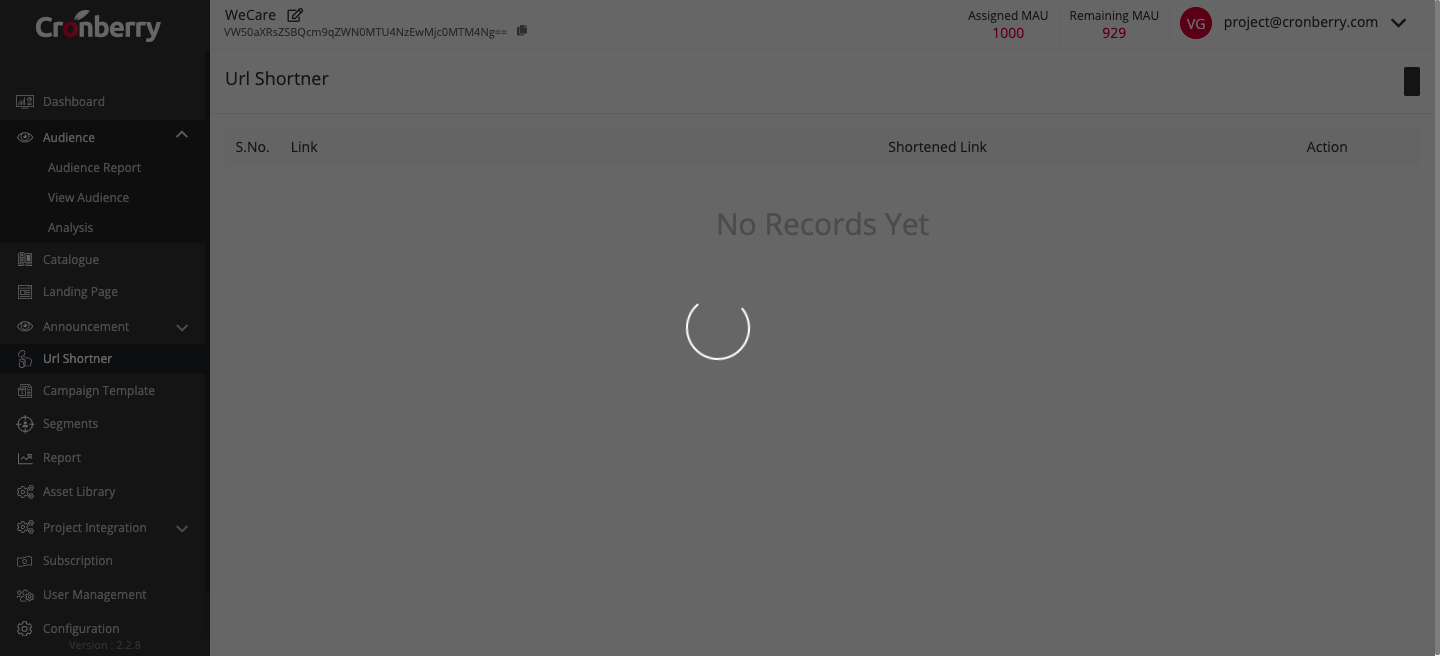 Cronberry
WeCare
VW50aXRsZSBQcm9qZWN0MTU4NzEwMjc0MTM4Ng==
Assigned MAU
1000
Remaining MAU
929
VG
project@cronberry.com
Url Shortner
Dashboard
Audience
Audience Report
View Audience
Analysis
Catalogue
Landing Page
Announcement
Url Shortner
Campaign Template
Segments
Report
Asset Library
Project Integration
Subscription
User Management
Configuration
Version : 2.2.8
S.No. Link Shortened Link Action
No Records Yet